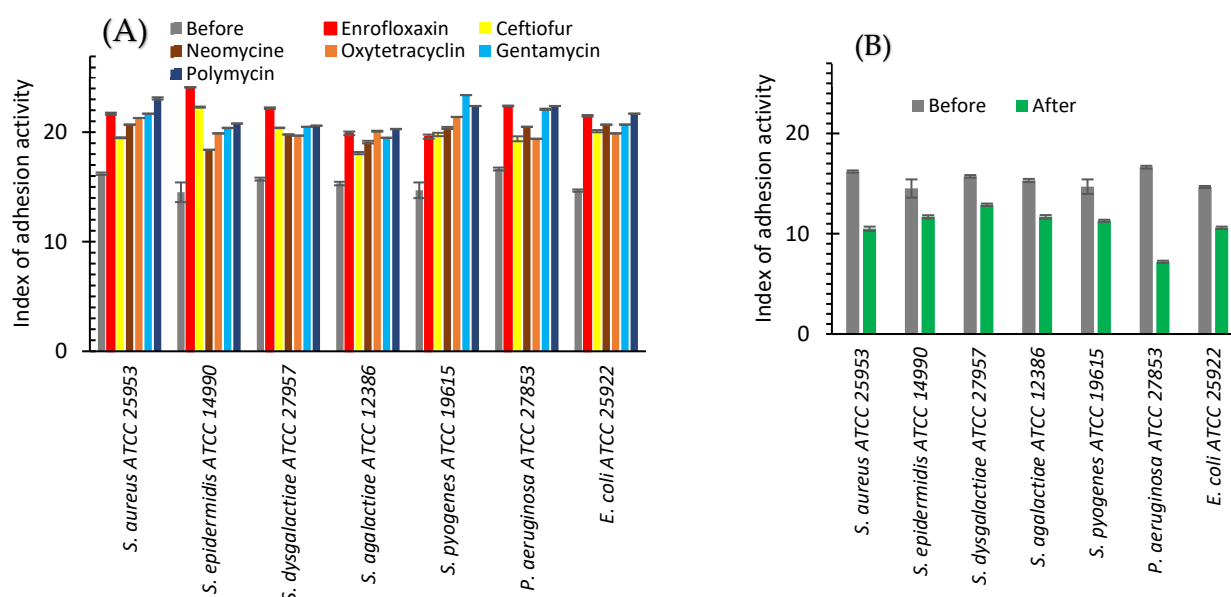 (A)
Before Enrofloxaxin Ceftiofur
Neomycine Oxytetracyclin Gentamycin
Polymycin
Index of adhesion activity
20
10
0
S. aureus ATCC 25953
S. epidermidis ATCC 14990
S. dysgalactiae ATCC 27957
S. agalactiae ATCC 12386
S. pyogenes ATCC 19615
P. aeruginosa ATCC 27853
E. coli ATCC 25922
(B)
Before After
Index of adhesion activity
20
10
0
S. aureus ATCC 25953
S. epidermidis ATCC 14990
S. dysgalactiae ATCC 27957
S. agalactiae ATCC 12386
S. pyogenes ATCC 19615
P. aeruginosa ATCC 27853
E. coli ATCC 25922